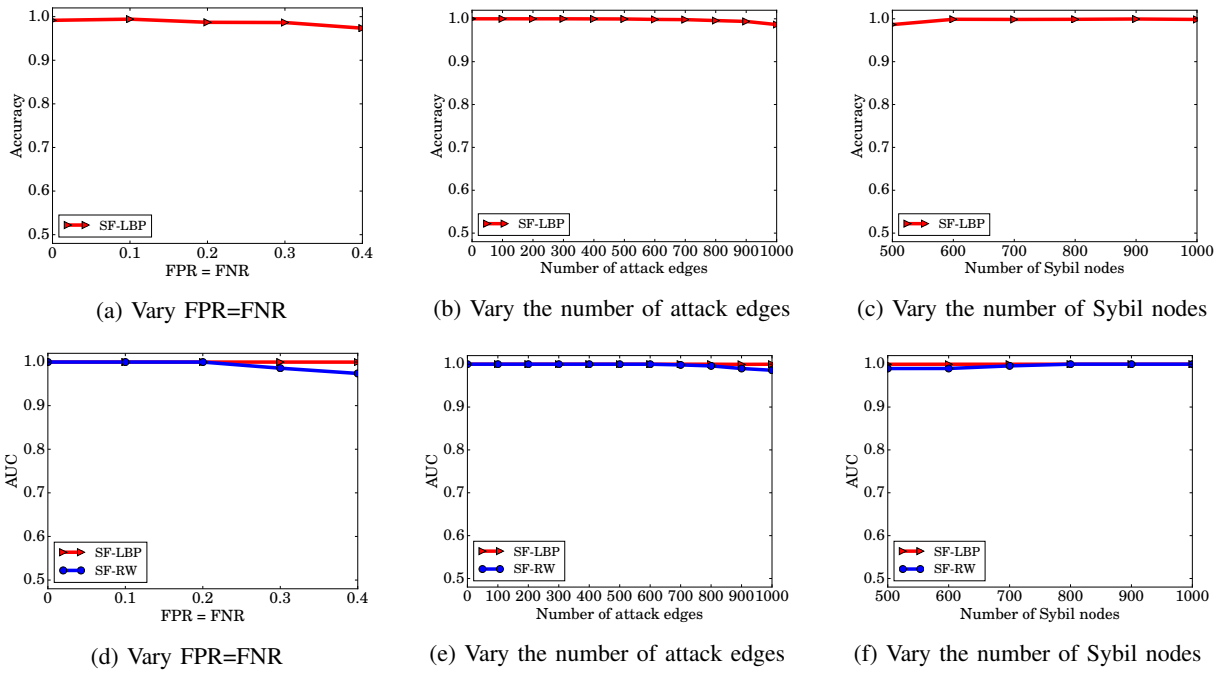 1.0
0.9
0.8
0.7
0.6
0.5
Accuracy
SF-LBP
0 0.1 0.2 0.3 0.4
FPR = FNR
(a) Vary FPR=FNR
1.0
0.9
0.8
0.7
0.6
0.5
Accuracy
SF-LBP
0 100 200 300 400 500 600 700 800 900 1000
Number of attack edges
(b) Vary the number of attack edges
1.0
0.9
0.8
0.7
0.6
0.5
Accuracy
SF-LBP
500 600 700 800 900 1000
Number of Sybil nodes
(c) Vary the number of Sybil nodes
1.0
0.9
0.8
0.7
0.6
0.5
AUC
SF-LBP
SF-RW
0 0.1 0.2 0.3 0.4
FPR = FNR
(d) Vary FPR=FNR
1.0
0.9
0.8
0.7
0.6
0.5
AUC
SF-LBP
SF-RW
0 100 200 300 400 500 600 700 800 900 1000
Number of attack edges
(e) Vary the number of attack edges
1.0
0.9
0.8
0.7
0.6
0.5
AUC
SF-LBP
SF-RW
500 600 700 800 900 1000
Number of Sybil nodes
(f) Vary the number of Sybil nodes